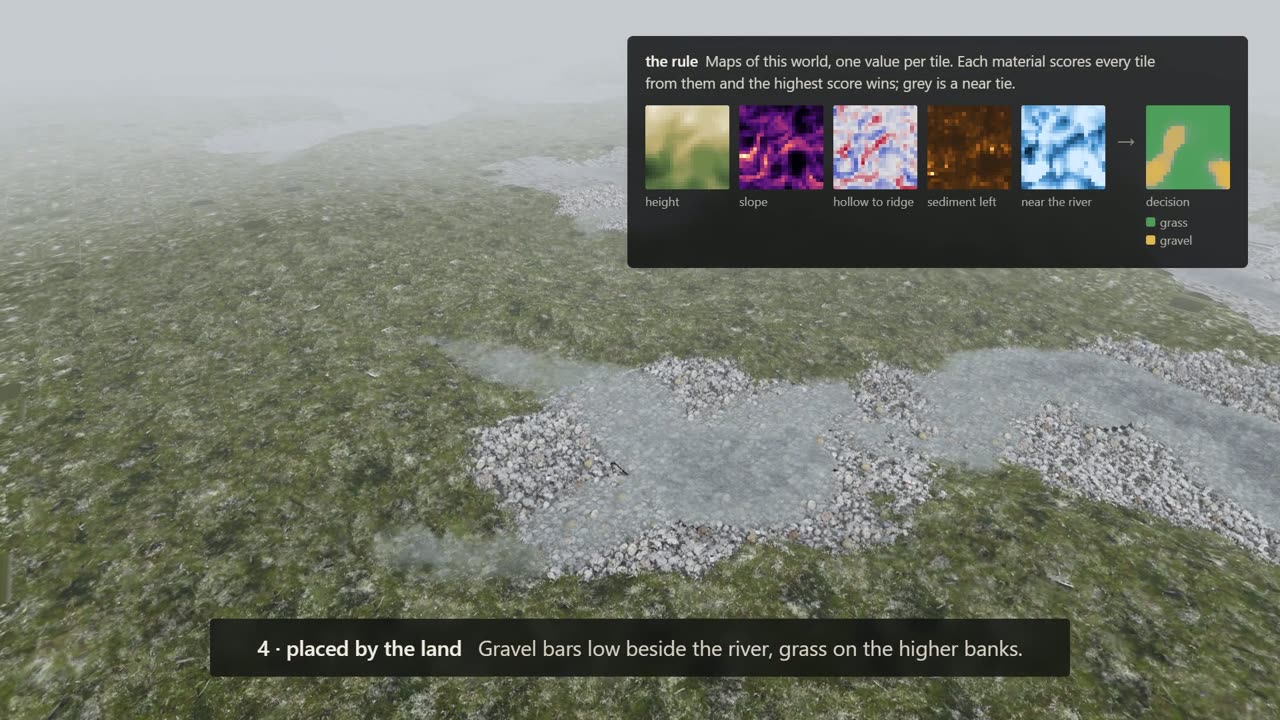 the rule Maps of this world, one value per tile. Each material scores every tile
from them and the highest score wins; grey is a near tie.
→
height slope hollow to ridge sediment left near the river decision
grass
gravel
4 · placed by the land Gravel bars low beside the river, grass on the higher banks.